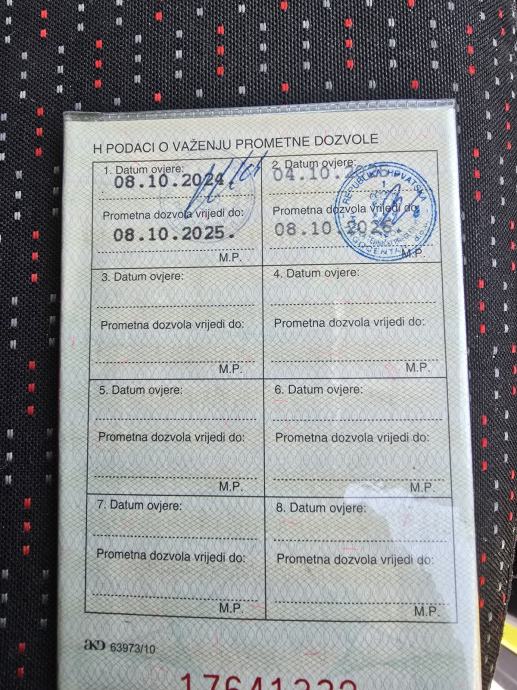 H PODACI O VAŽENJU PROMETNE DOZVOLE
1. Datum ovjere:
08.10.2024.
Prometna dozvola vrijedi do:
08.10.2025.
M.P.
2. Datum ovjere:
04.10.
Prometna dozvola vrijedi do:
08.10.2026.
M.P.
REPUBLIKA HRVATSKA
3. Datum ovjere:
Prometna dozvola vrijedi do:
M.P.
4. Datum ovjere:
Prometna dozvola vrijedi do:
M.P.
5. Datum ovjere:
Prometna dozvola vrijedi do:
M.P.
6. Datum ovjere:
Prometna dozvola vrijedi do:
M.P.
7. Datum ovjere:
Prometna dozvola vrijedi do:
M.P.
8. Datum ovjere:
Prometna dozvola vrijedi do:
M.P.
AKD 63973/10